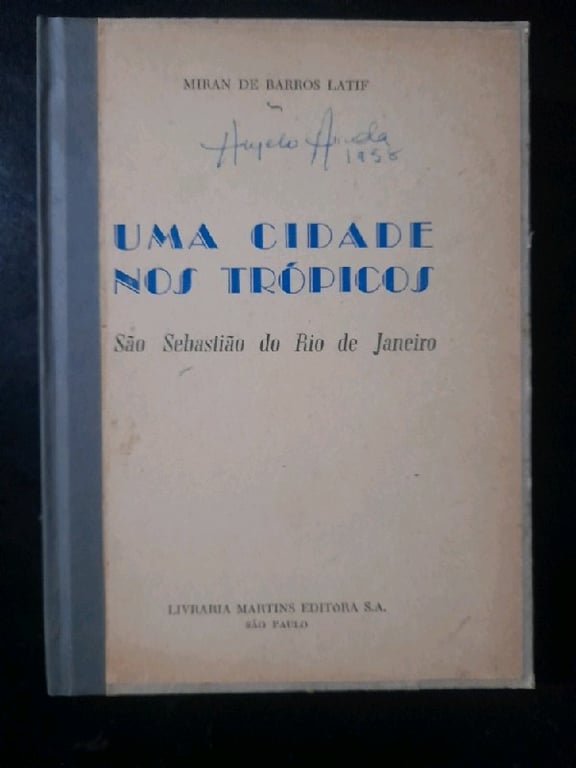 MIRAN DE BARROS LATIF
1956
UMA CIDADE
NOS TRÓPICOS
São Sebastião do Rio de Janeiro
LIVRARIA MARTINS EDITORA S.A.
SÃO PAULO